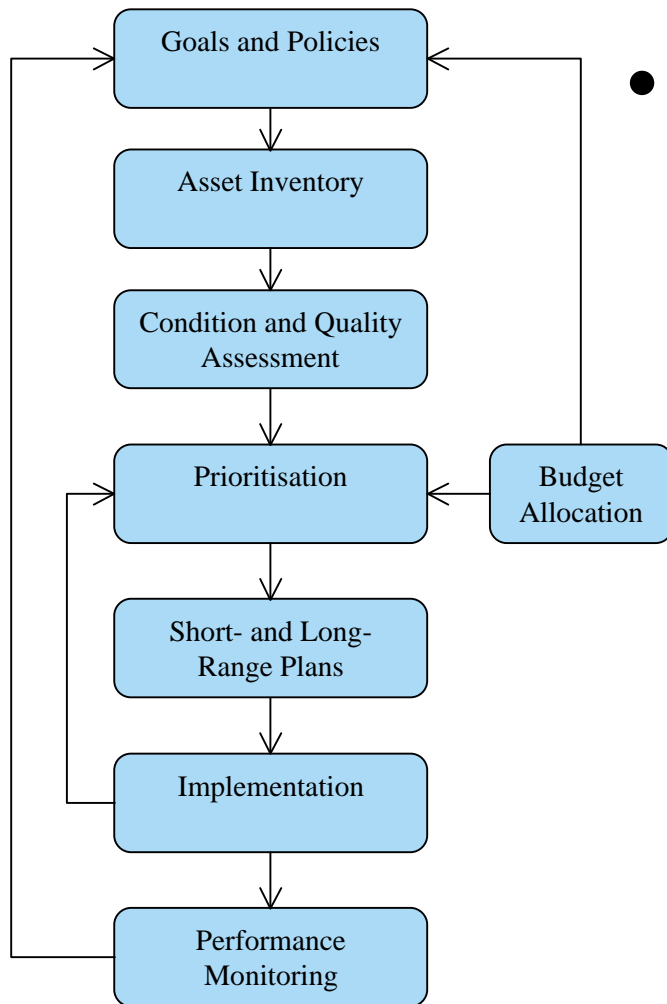 Goals and Policies
Asset Inventory
Condition and Quality
Assessment
Prioritisation
Budget
Allocation
Short- and Long-
Range Plans
Implementation
Performance
Monitoring